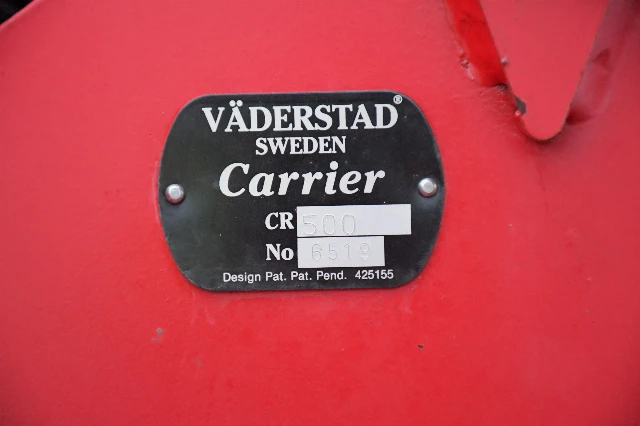 VÄDERSTAD®
SWEDEN
Carrier
CR 500
No 6519
Design Pat. Pat. Pend. 425155